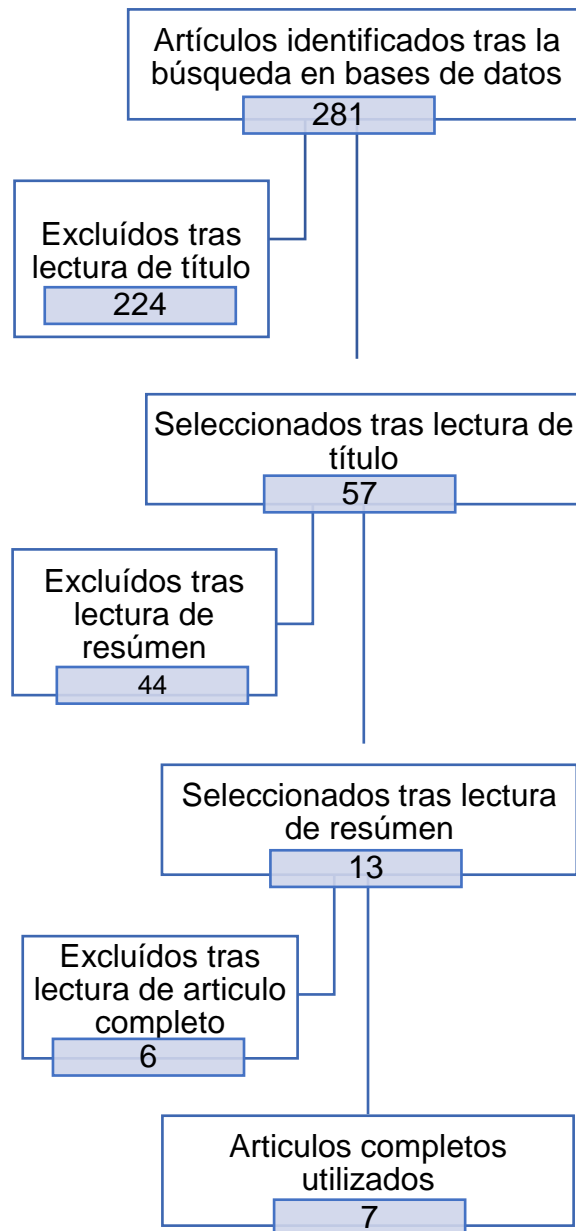 Artículos identificados tras la
búsqueda en bases de datos
281
Excluídos tras
lectura de título
224
Seleccionados tras lectura de
título
57
Excluídos tras
lectura de
resúmen
44
Seleccionados tras lectura
de resúmen
13
Excluídos tras
lectura de articulo
completo
6
Articulos completos
utilizados
7